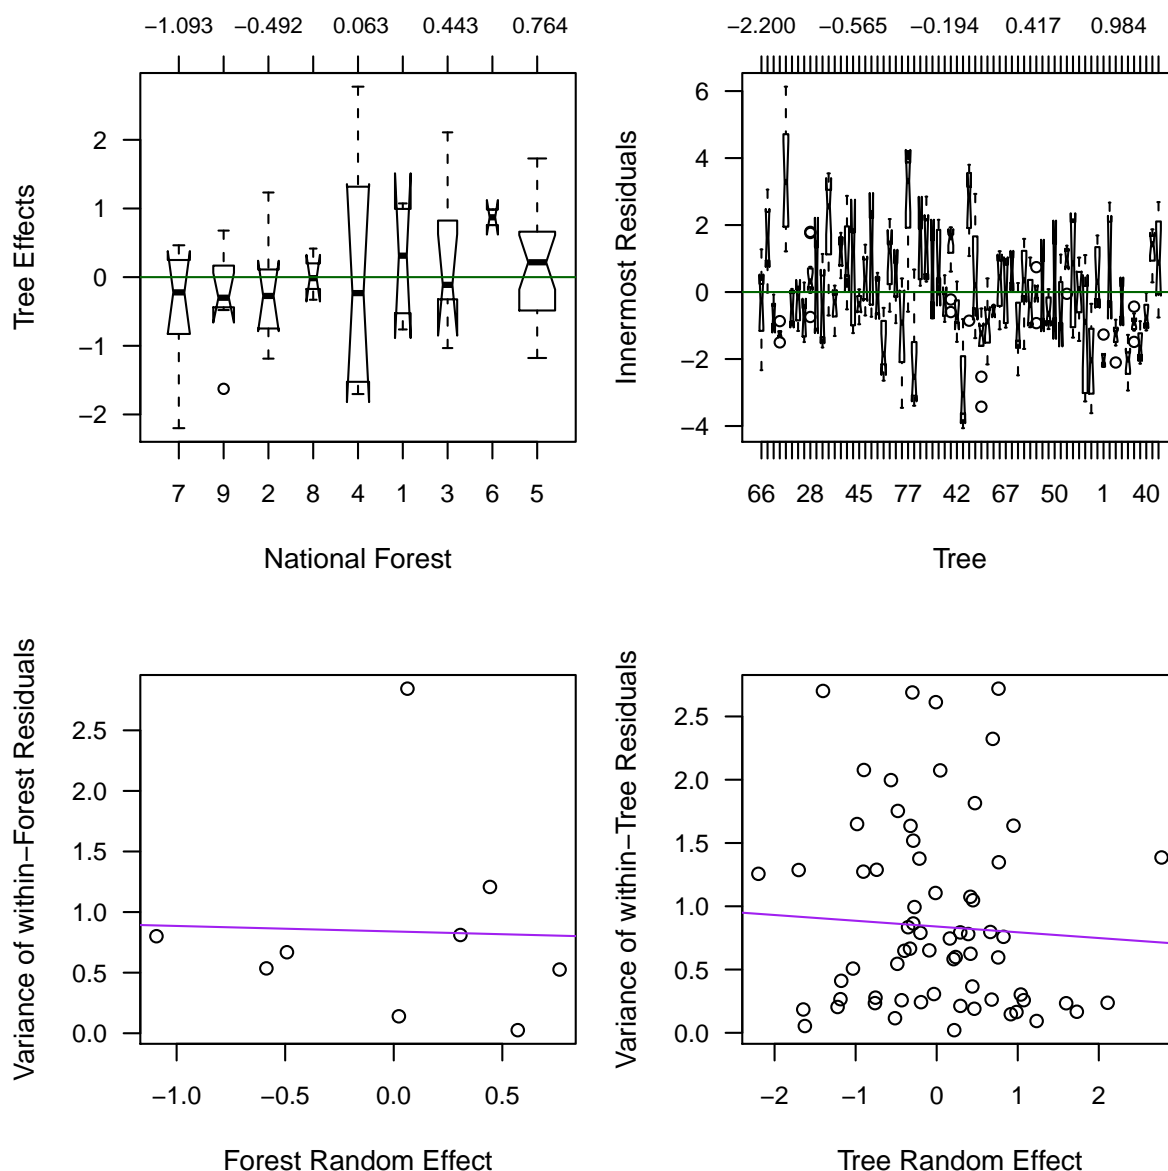 −1.093 −0.492 0.063 0.443 0.764
2
1
0
−1
−2
Tree Effects
7 9 2 8 4 1 3 6 5
National Forest
−2.200 −0.565 −0.194 0.417 0.984
6
4
2
0
−2
−4
Innermost Residuals
66 28 45 77 42 67 50 1 40
Tree
2.5
2.0
1.5
1.0
0.5
0.0
Variance of within−Forest Residuals
−1.0 −0.5 0.0 0.5
Forest Random Effect
2.5
2.0
1.5
1.0
0.5
0.0
Variance of within−Tree Residuals
−2 −1 0 1 2
Tree Random Effect